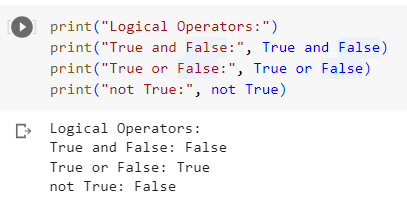 print("Logical Operators:")
print("True and False:", True and False)
print("True or False:", True or False)
print("not True:", not True)
Logical Operators:
True and False: False
True or False: True
not True: False